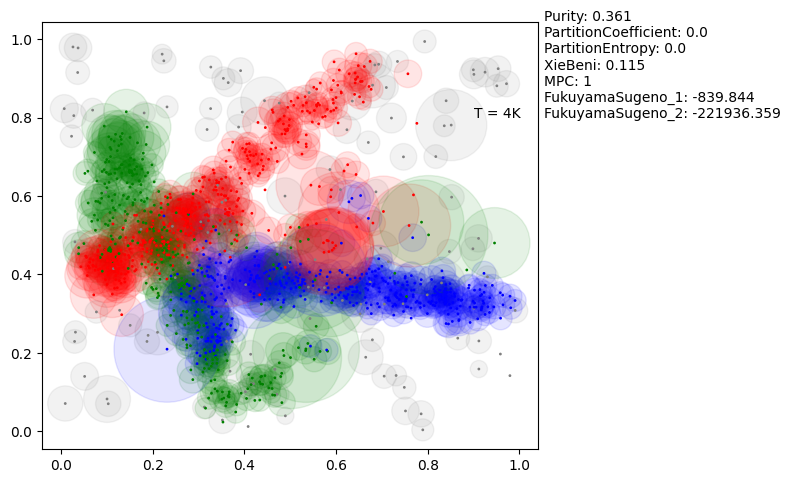 Purity: 0.361
PartitionCoefficient: 0.0
PartitionEntropy: 0.0
XieBeni: 0.115
MPC: 1
FukuyamaSugeno_1: -839.844
FukuyamaSugeno_2: -221936.359
T = 4K
1.0
0.8
0.6
0.4
0.2
0.0
0.0 0.2 0.4 0.6 0.8 1.0